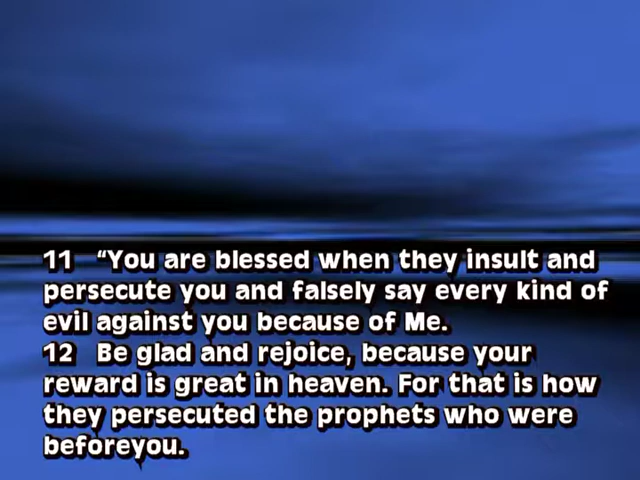 11 “You are blessed when they insult and
persecute you and falsely say every kind of
evil against you because of Me.
12 Be glad and rejoice, because your
reward is great in heaven. For that is how
they persecuted the prophets who were
beforeyou.